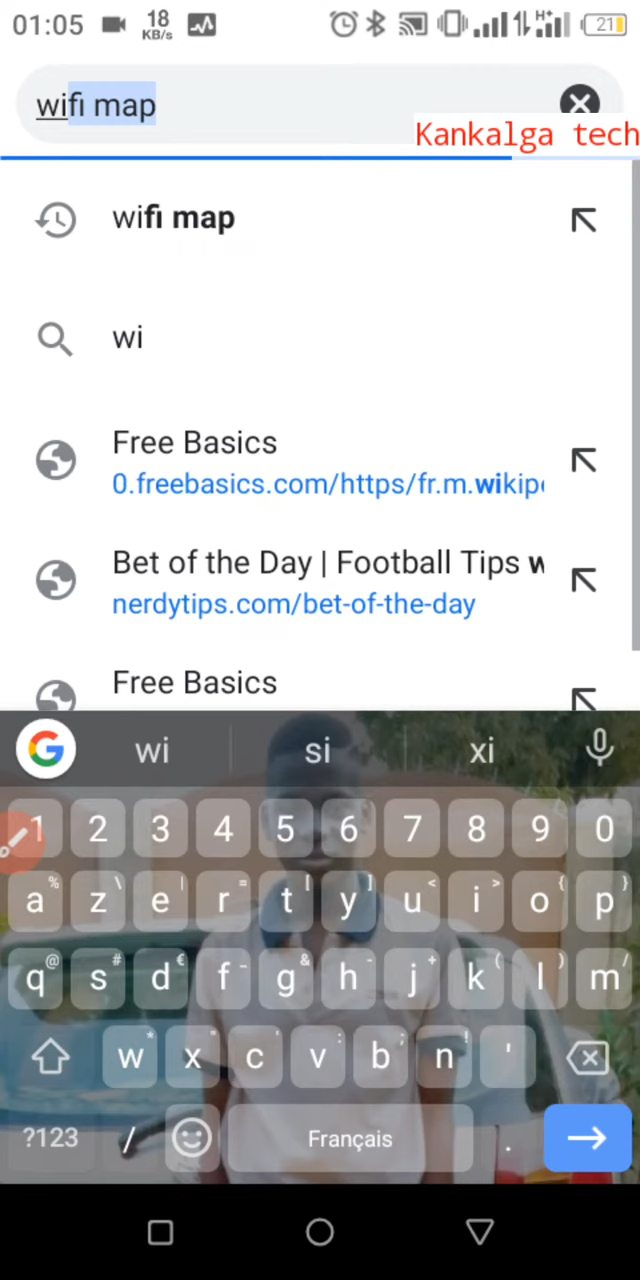 01:05 18 KB/s H+ 21
wifi map
Kankalga tech
wifi map
wi
Free Basics
0.freebasics.com/https/fr.m.wikip
Bet of the Day | Football Tips w
nerdytips.com/bet-of-the-day
Free Basics
G wi si xi
1 2 3 4 5 6 7 8 9 0
a % z \ e | r = t [ y ] u < i > o { p }
q @ s # d € f - g & h - j + k ( l ) m /
w * x " c ' v : b ; n ! '
?123 / Français .